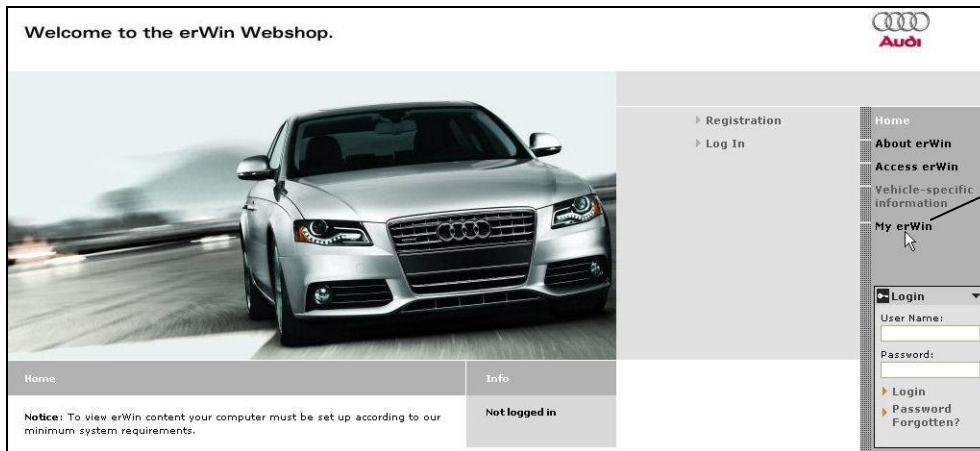 Welcome to the erWin Webshop.
Audi
Registration
Log In
Home
About erWin
Access erWin
Vehicle-specific
information
My erWin
Login
User Name:
Password:
Login
Password
Forgotten?
Home
Info
Notice: To view erWin content your computer must be set up according to our
minimum system requirements.
Not logged in